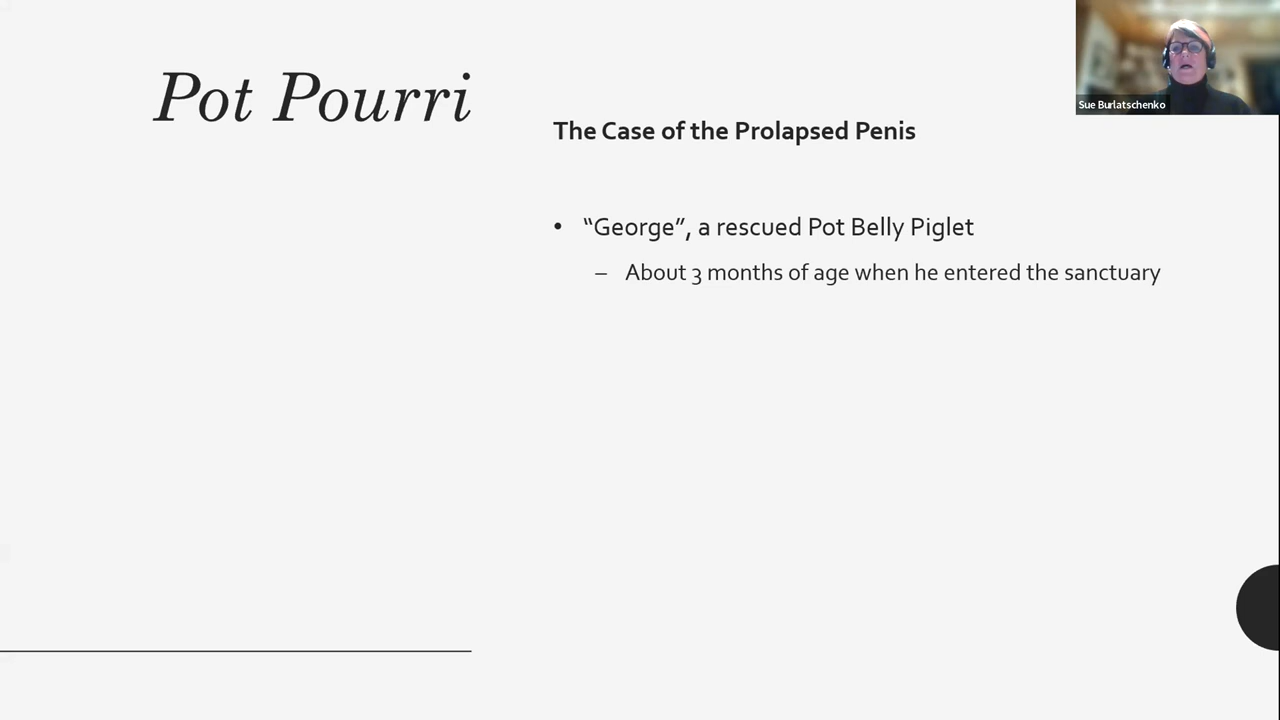 Pot Pourri
Sue Burlatschenko
The Case of the Prolapsed Penis
• “George”, a rescued Pot Belly Piglet
– About 3 months of age when he entered the sanctuary